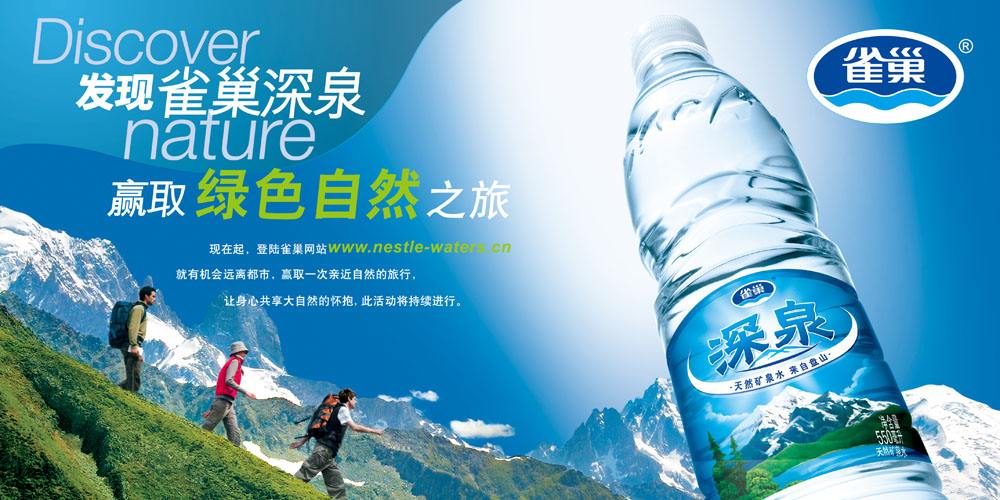 Discover
发现雀巢深泉
nature
赢取 绿色自然 之旅
现在起，登陆雀巢网站www.nestle-waters.cn
就有机会远离都市，赢取一次亲近自然的旅行，
让身心共享大自然的怀抱，此活动将持续进行。
雀巢®
雀巢
深泉
·天然矿泉水 来自盘山·
净含量
550毫升
天然矿泉水